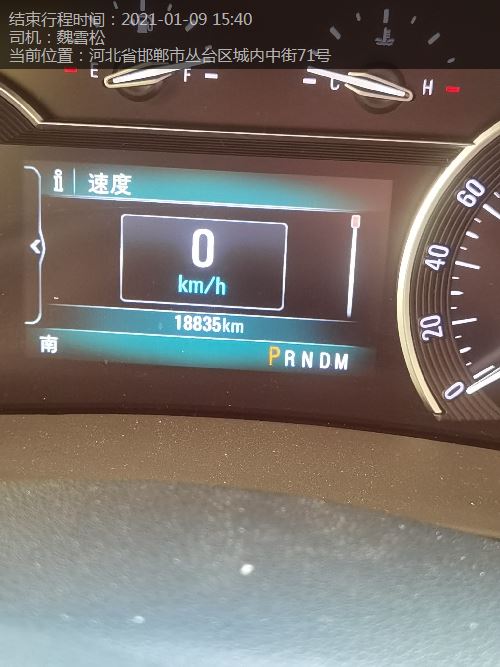 结束行程时间：2021-01-09 15:40
司机：魏雲松
当前位置：河北省邯郸市丛台区城内中街71号
E F C H
速度
0
km/h
18835km
南 PRNDM
60
40
20
0